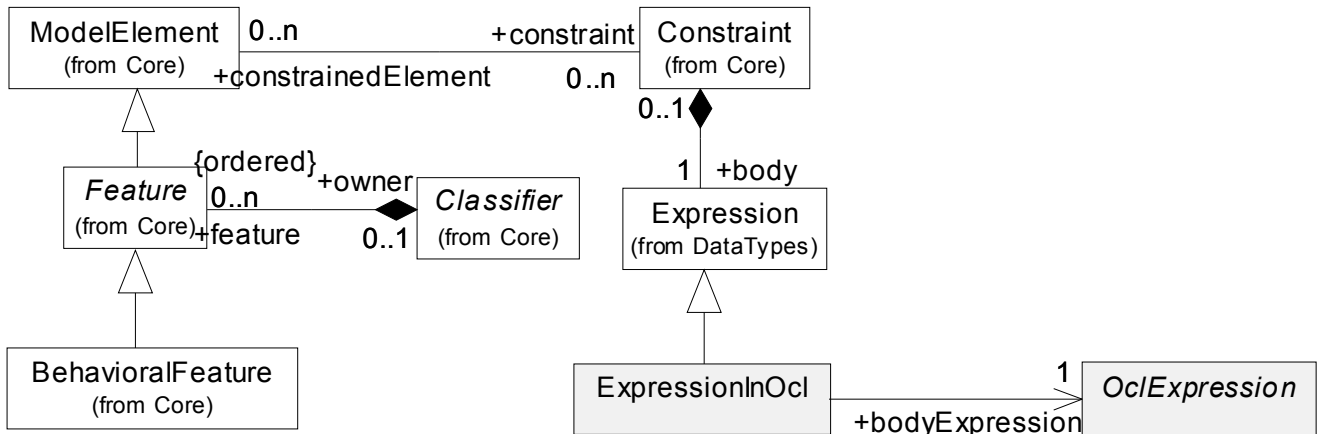 ModelElement
(from Core)
0..n
+constrainedElement
+constraint
0..n
Constraint
(from Core)
0..1
1
+body
{ordered}
Feature
(from Core)
0..n
+feature
+owner
0..1
Classifier
(from Core)
Expression
(from DataTypes)
BehavioralFeature
(from Core)
ExpressionInOcl
1
+bodyExpression
OclExpression